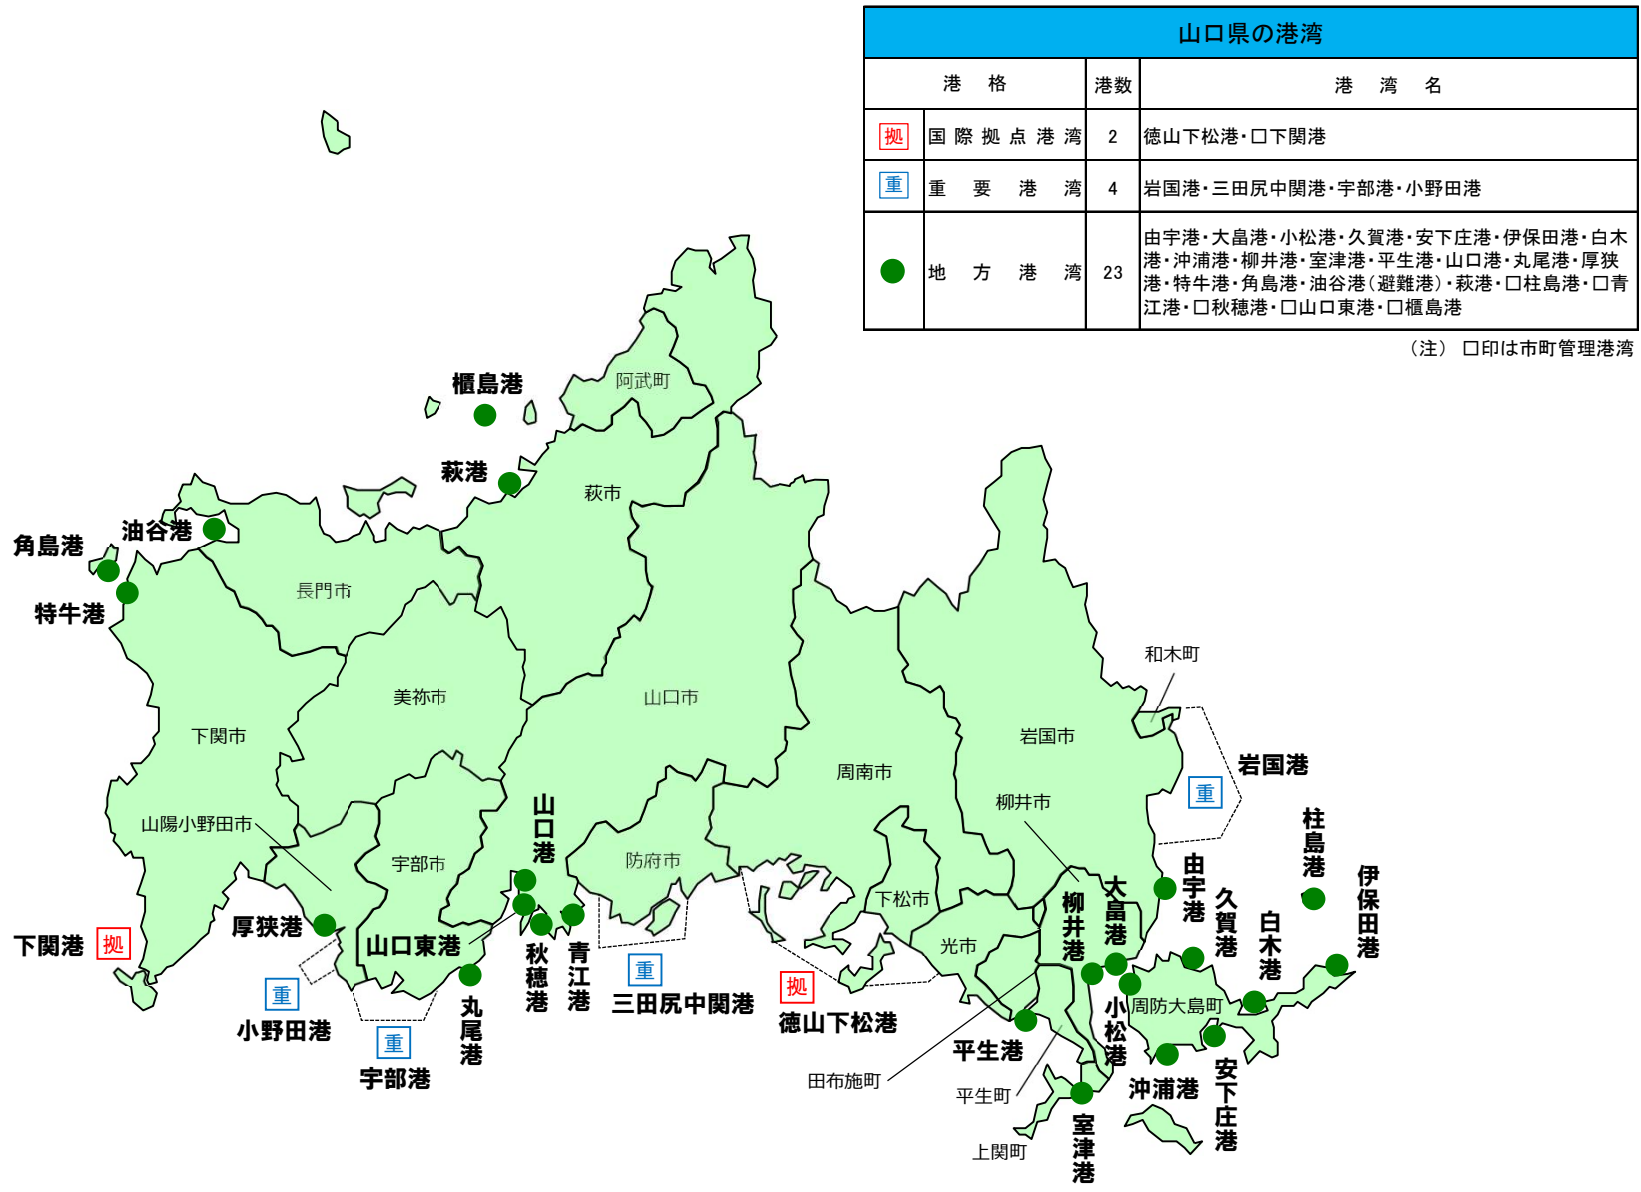 山口県の港湾
港格 港数 港湾名
拠 国際拠点港湾 2 徳山下松港・□下関港
重 重要港湾 4 岩国港・三田尻中関港・宇部港・小野田港
地方港湾 23
由宇港・大畠港・小松港・久賀港・安下庄港・伊保田港・白木
港・沖浦港・柳井港・室津港・平生港・山口港・丸尾港・厚狭
港・特牛港・角島港・油谷港（避難港）・萩港・□柱島港・□青
江港・□秋穂港・□山口東港・□櫃島港
（注） □印は市町管理港湾
阿武町
櫃島港
萩港
萩市
油谷港
角島港
長門市
特牛港
和木町
美祢市
山口市
下関市
岩国市
岩国港
周南市
重
柳井市
山陽小野田市
山口港
柱島港
宇部市
防府市
由宇港
伊保田港
下松市
大畠港
柳井港
久賀港
白木港
厚狭港
下関港
拠
山口東港
秋穂港
青江港
光市
重
三田尻中関港
拠
徳山下松港
重
小野田港
丸尾港
周防大島町
小松港
重
宇部港
平生港
田布施町
平生町
沖浦港
安下庄港
室津港
上関町